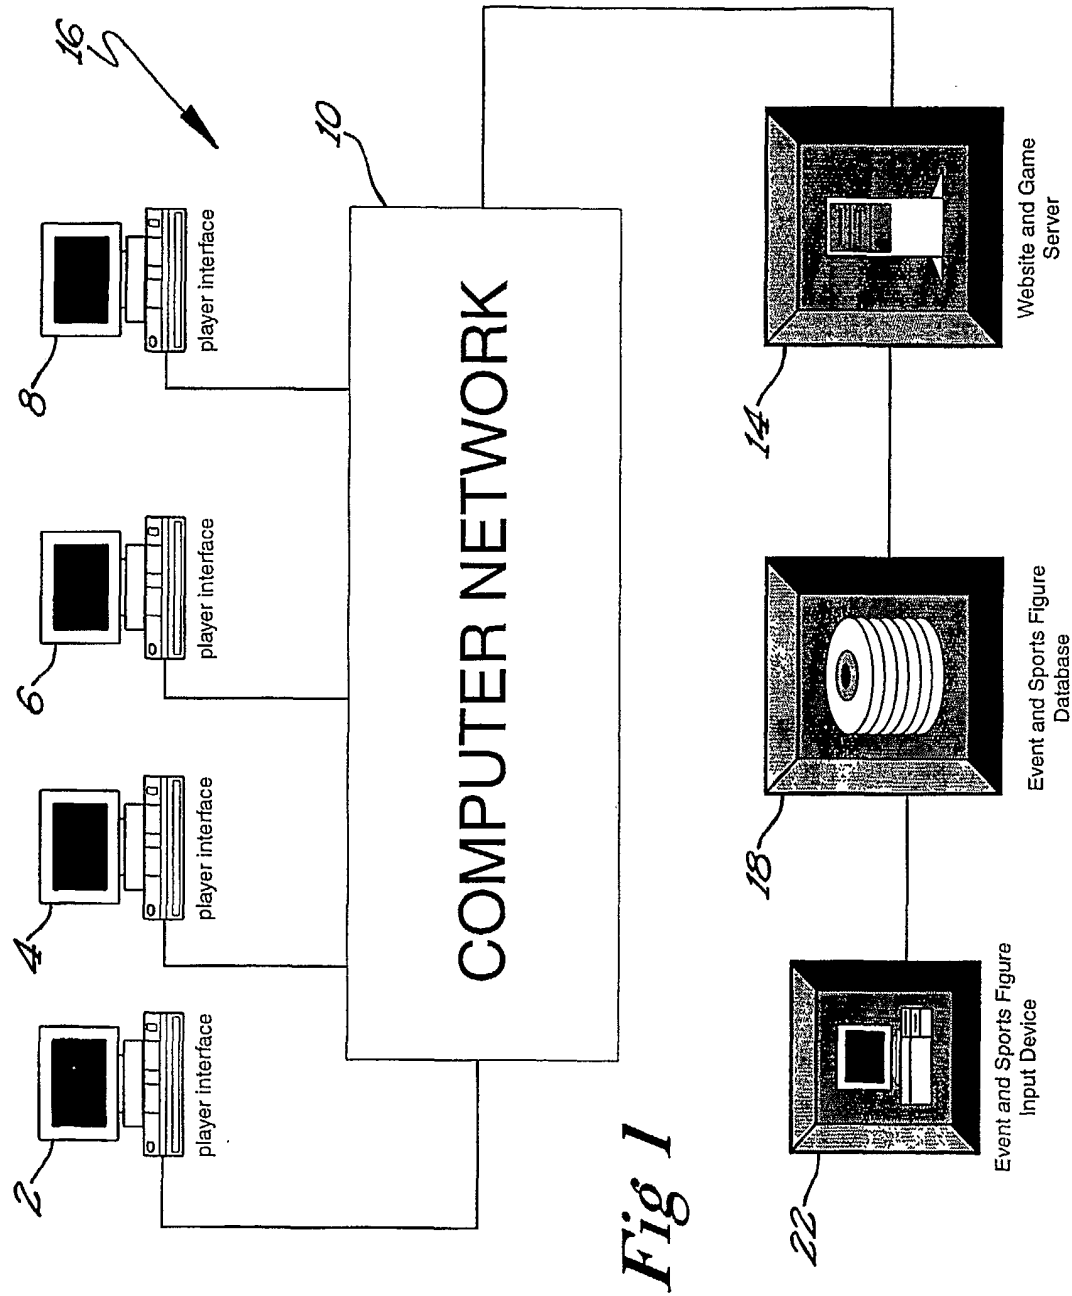 2
4
6
8
16
player interface
player interface
player interface
player interface
10
COMPUTER NETWORK
Fig 1
22
18
14
Event and Sports Figure
Input Device
Event and Sports Figure
Database
Website and Game
Server